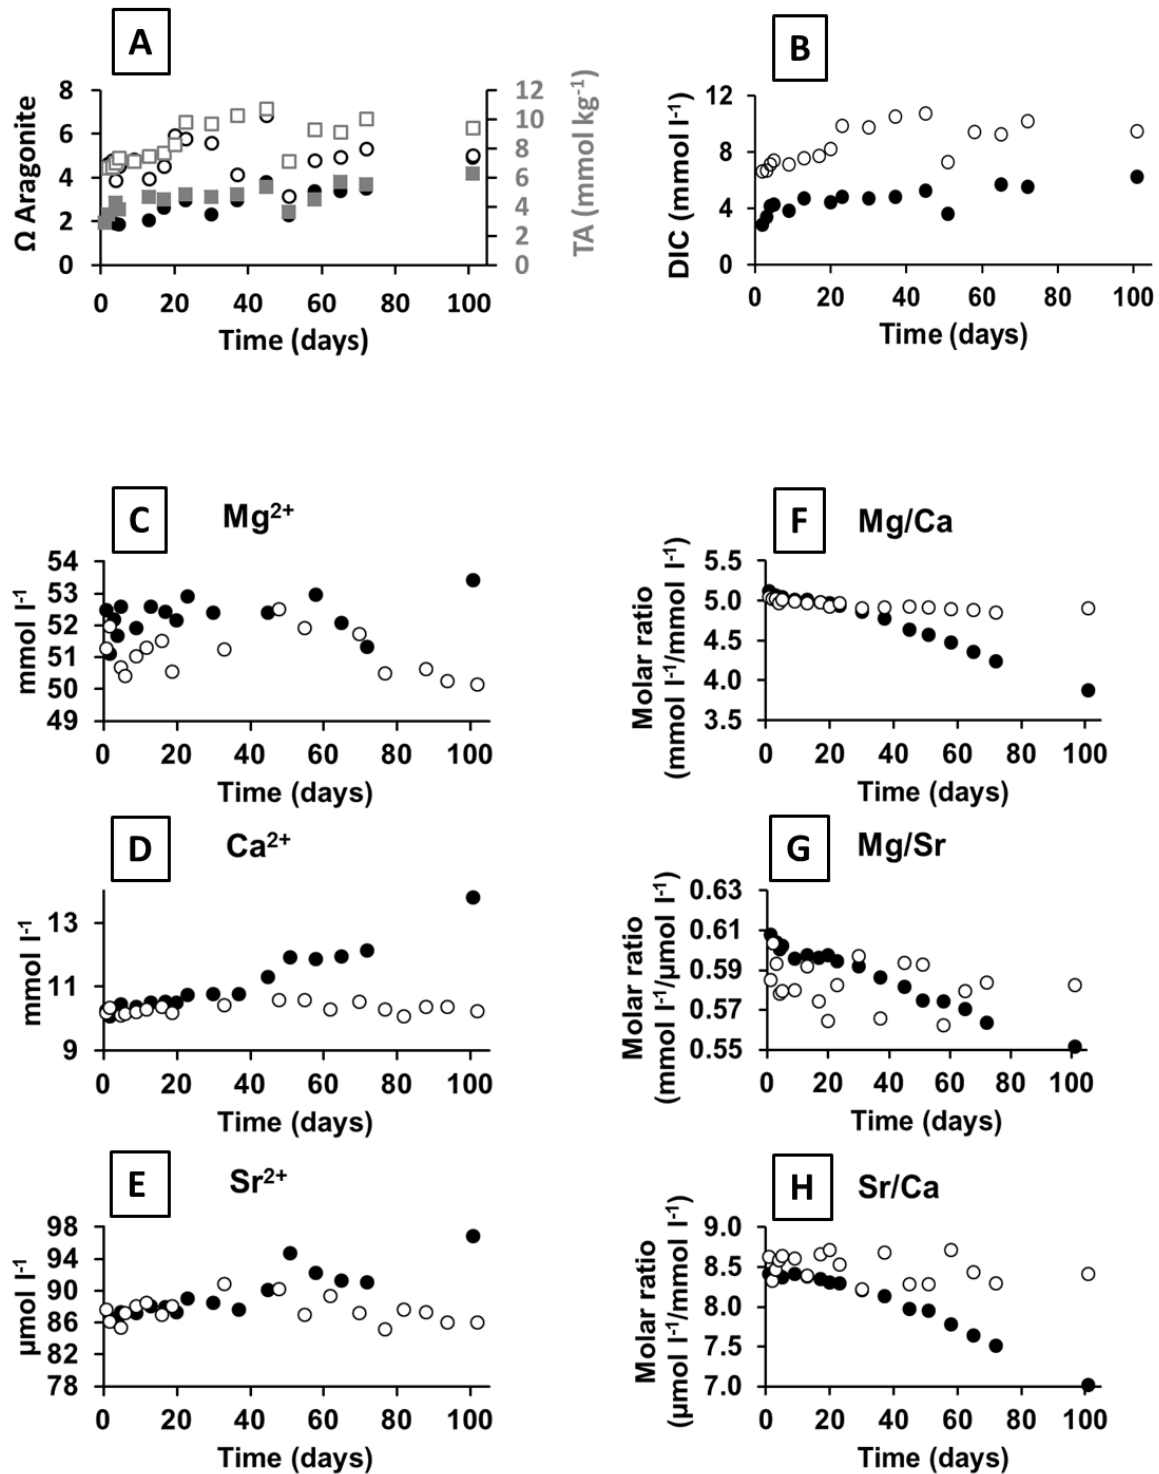 A
B
8
6
4
2
0
Ω Aragonite
12
10
8
6
4
2
0
TA (mmol kg⁻¹)
0 20 40 60 80 100
Time (days)
12
8
4
0
DIC (mmol l⁻¹)
0 20 40 60 80 100
Time (days)
C
Mg²⁺
54
53
52
51
50
49
mmol l⁻¹
0 20 40 60 80 100
Time (days)
F
Mg/Ca
5.5
5.0
4.5
4.0
3.5
Molar ratio
(mmol l⁻¹/mmol l⁻¹)
0 20 40 60 80 100
Time (days)
D
Ca²⁺
13
11
9
mmol l⁻¹
0 20 40 60 80 100
Time (days)
G
Mg/Sr
0.63
0.61
0.59
0.57
0.55
Molar ratio
(mmol l⁻¹/µmol l⁻¹)
0 20 40 60 80 100
Time (days)
E
Sr²⁺
98
94
90
86
82
78
µmol l⁻¹
0 20 40 60 80 100
Time (days)
H
Sr/Ca
9.0
8.5
8.0
7.5
7.0
Molar ratio
(µmol l⁻¹/mmol l⁻¹)
0 20 40 60 80 100
Time (days)